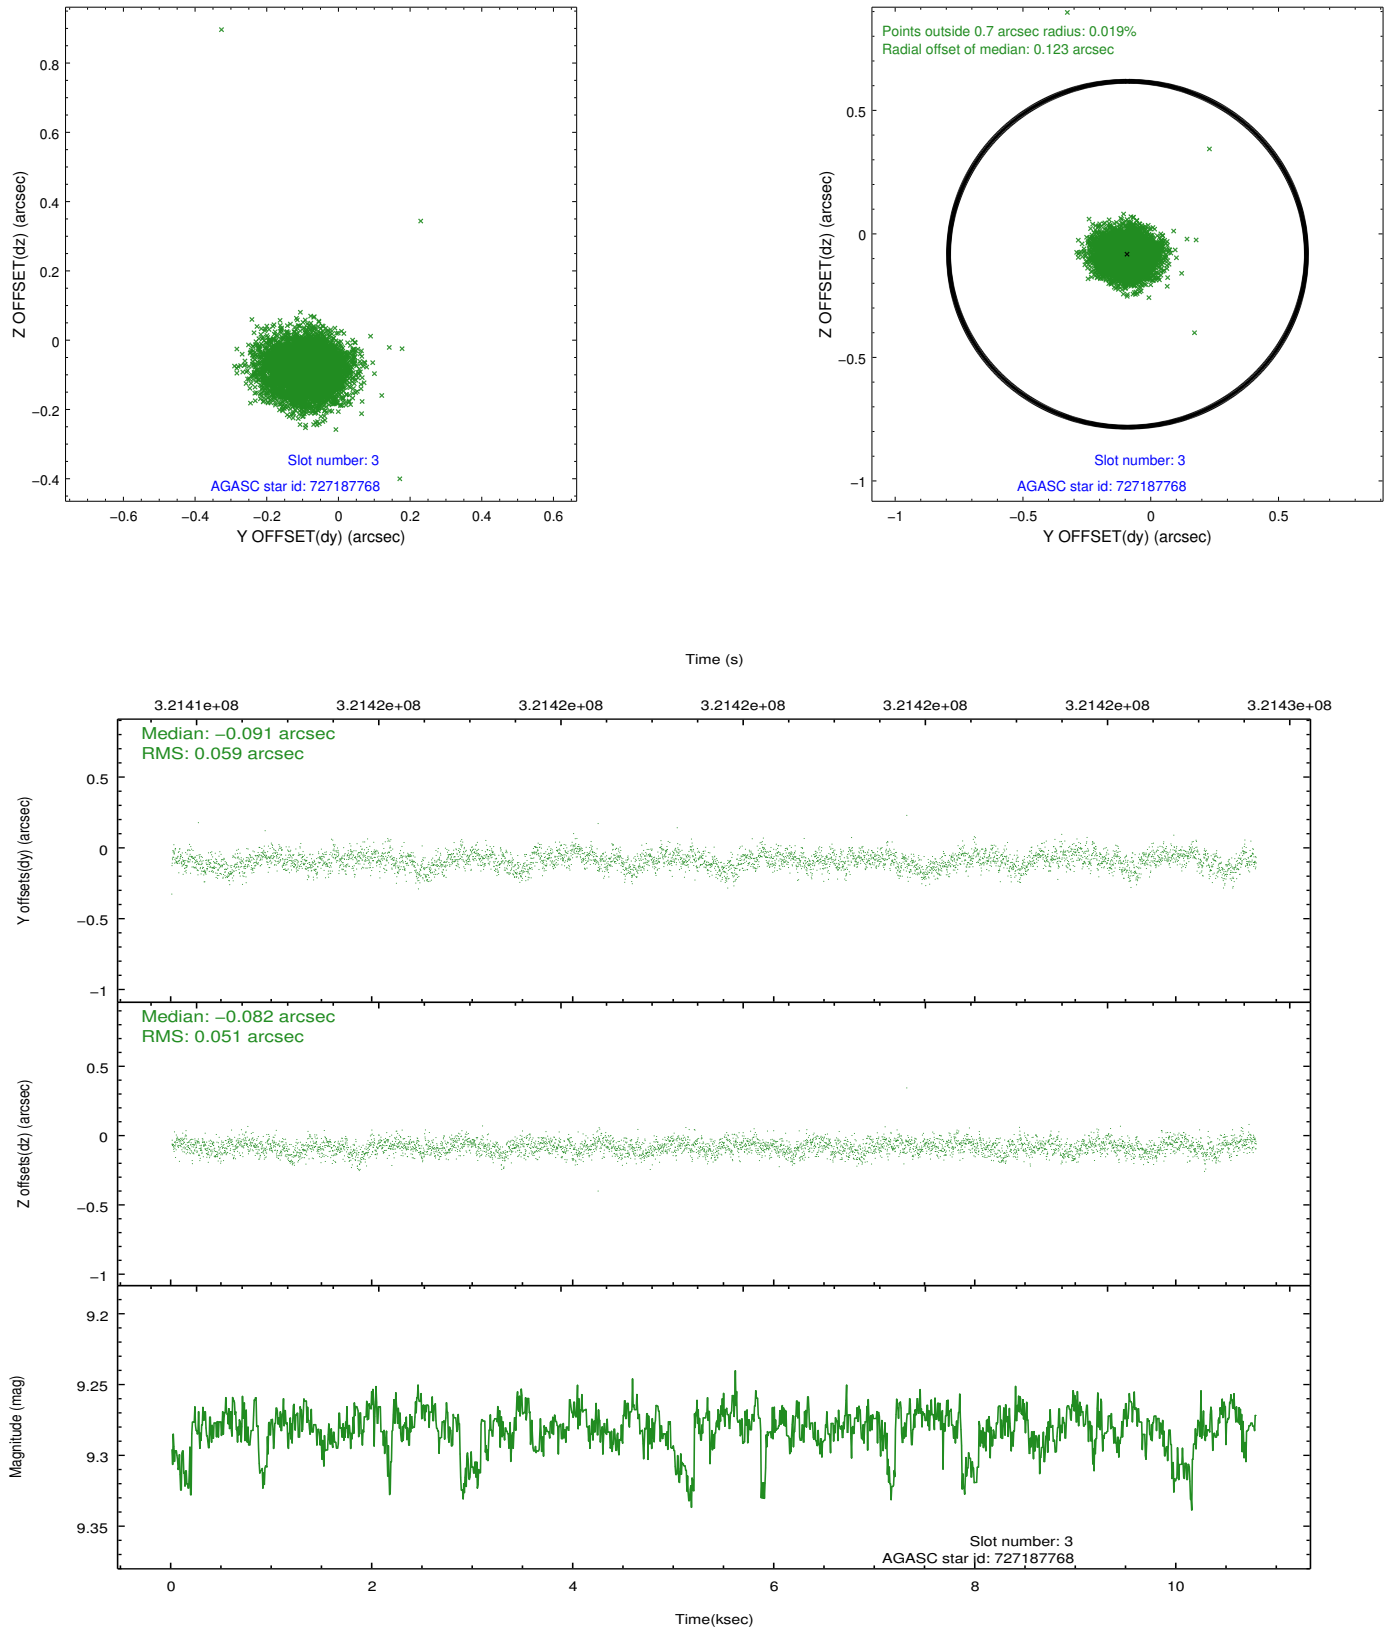 0.8
0.6
0.4
0.2
0
−0.2
−0.4
Z OFFSET(dz) (arcsec)
Slot number: 3
AGASC star id: 727187768
−0.6 −0.4 −0.2 0 0.2 0.4 0.6
Y OFFSET(dy) (arcsec)
Points outside 0.7 arcsec radius: 0.019%
Radial offset of median: 0.123 arcsec
0.5
0
−0.5
−1
Z OFFSET(dz) (arcsec)
Slot number: 3
AGASC star id: 727187768
−1 −0.5 0 0.5
Y OFFSET(dy) (arcsec)
Time (s)
3.2141e+08 3.2142e+08 3.2142e+08 3.2142e+08 3.2142e+08 3.2142e+08 3.2143e+08
Median: −0.091 arcsec
RMS: 0.059 arcsec
0.5
0
−0.5
−1
Y offsets(dy) (arcsec)
Median: −0.082 arcsec
RMS: 0.051 arcsec
0.5
0
−0.5
−1
Z offsets(dz) (arcsec)
9.2
9.25
9.3
9.35
Magnitude (mag)
Slot number: 3
AGASC star id: 727187768
0 2 4 6 8 10
Time(ksec)